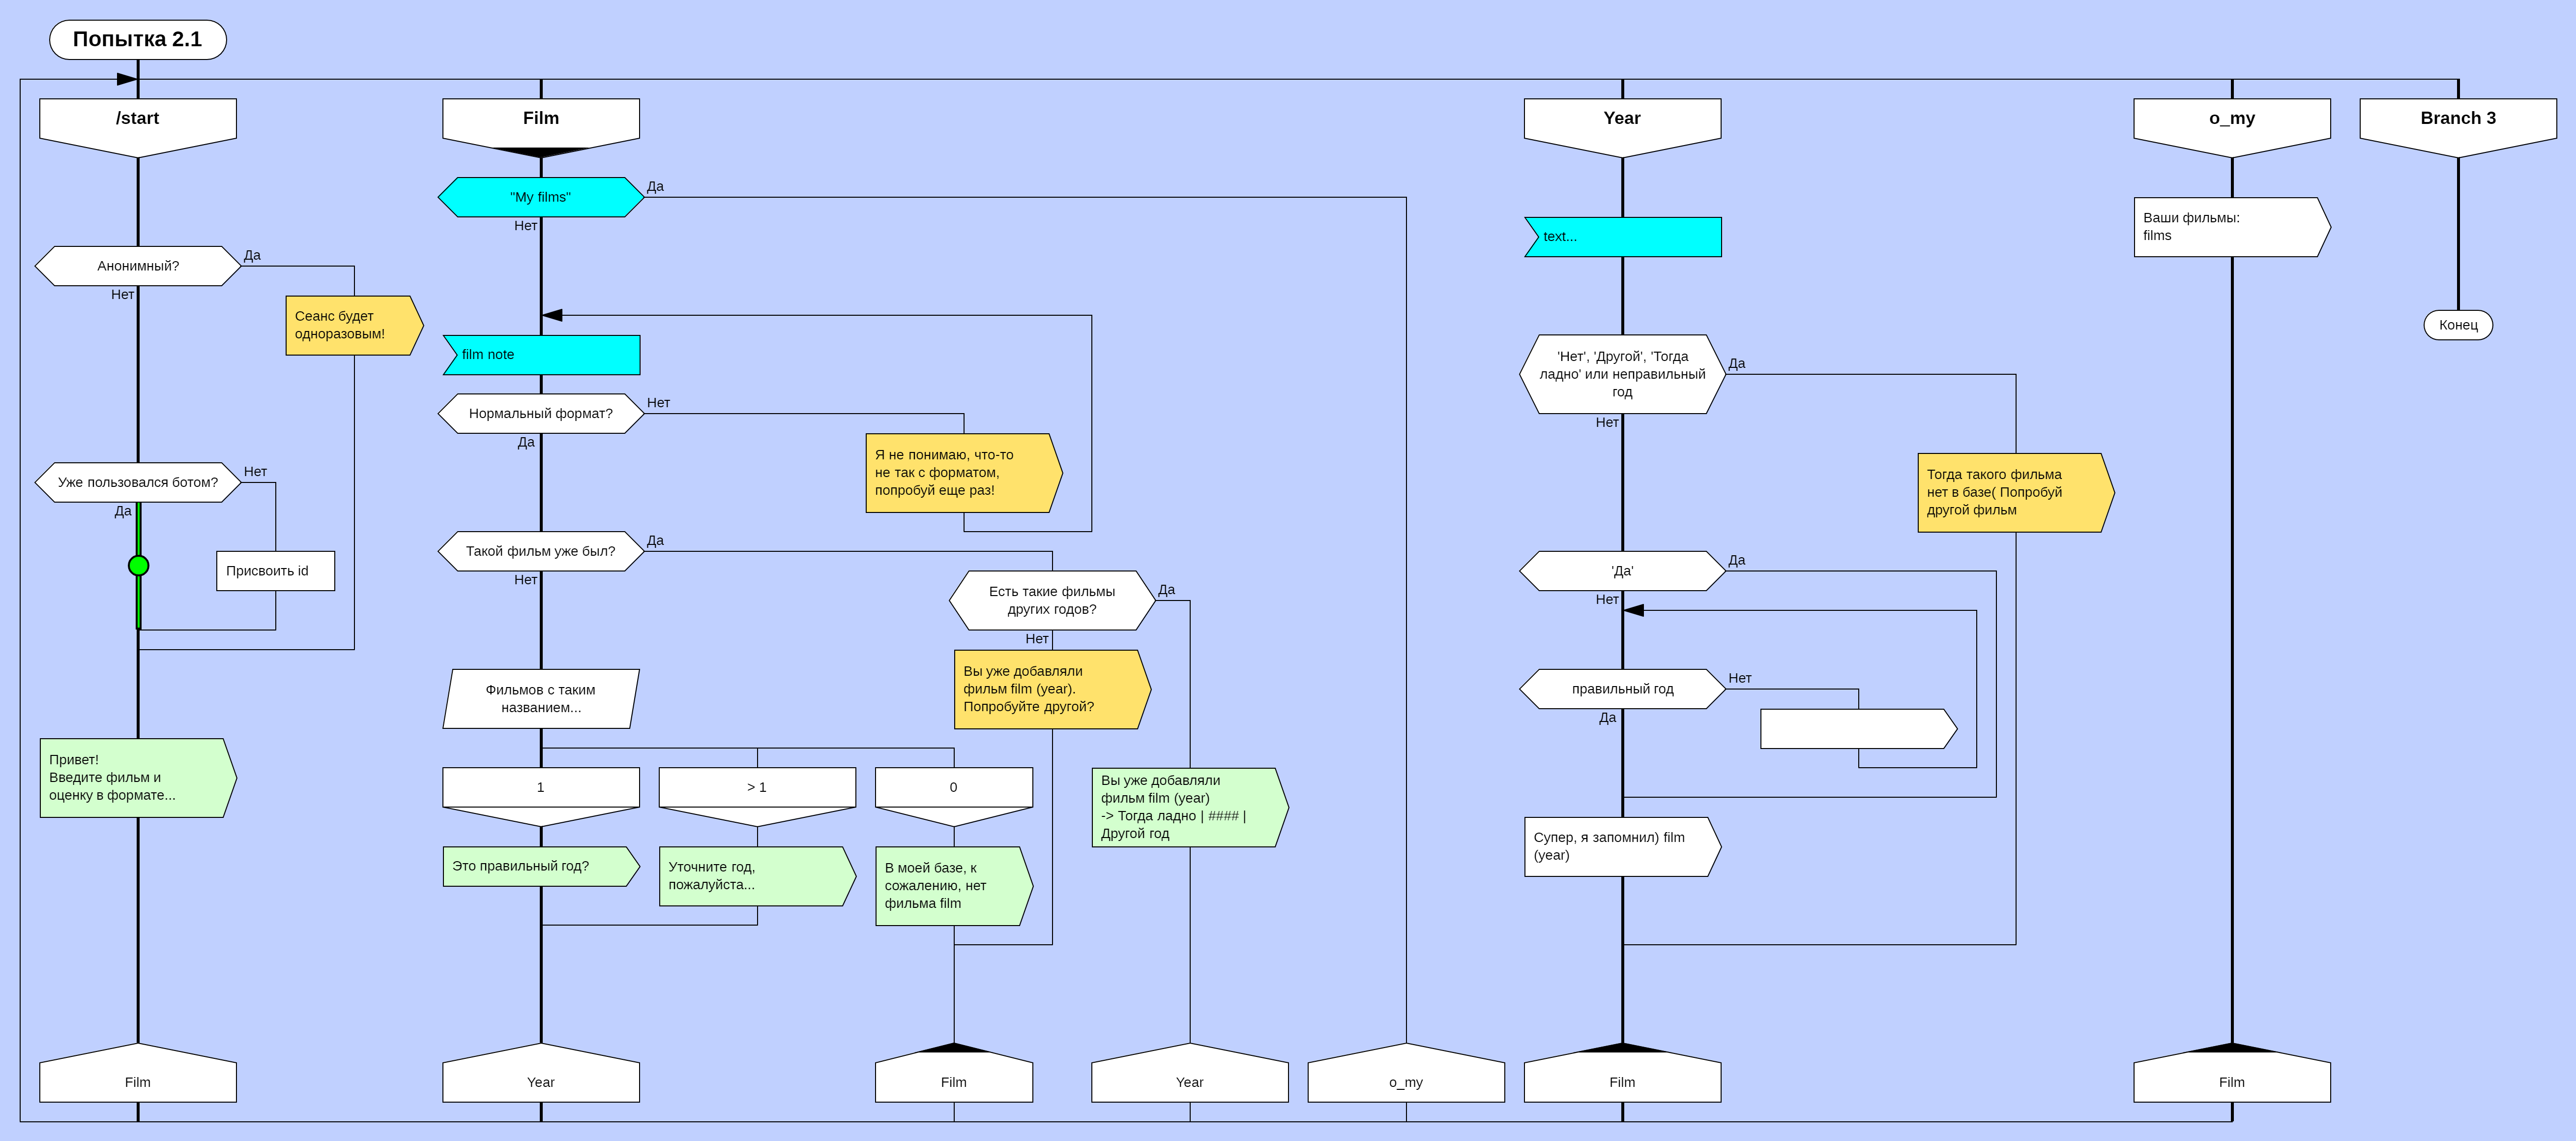 Попытка 2.1
/start
Анонимный?
Да
Нет
Сеанс будет
одноразовым!
Уже пользовался ботом?
Нет
Да
Присвоить id
Привет!
Введите фильм и
оценку в формате...
Film
Film
"My films"
Да
Нет
film note
Нормальный формат?
Нет
Да
Я не понимаю, что-то
не так с форматом,
попробуй еще раз!
Такой фильм уже был?
Да
Нет
Есть такие фильмы
других годов?
Да
Нет
Вы уже добавляли
фильм film (year).
Попробуйте другой?
Фильмов с таким
названием...
1
> 1
0
Это правильный год?
Уточните год,
пожалуйста...
В моей базе, к
сожалению, нет
фильма film
Вы уже добавляли
фильм film (year)
-> Тогда ладно | #### |
Другой год
Year
Film
Year
o_my
Year
text...
'Нет', 'Другой', 'Тогда
ладно' или неправильный
год
Да
Нет
Тогда такого фильма
нет в базе( Попробуй
другой фильм
'Да'
Да
Нет
правильный год
Нет
Да
Супер, я запомнил) film
(year)
Film
o_my
Ваши фильмы:
films
Film
Branch 3
Конец